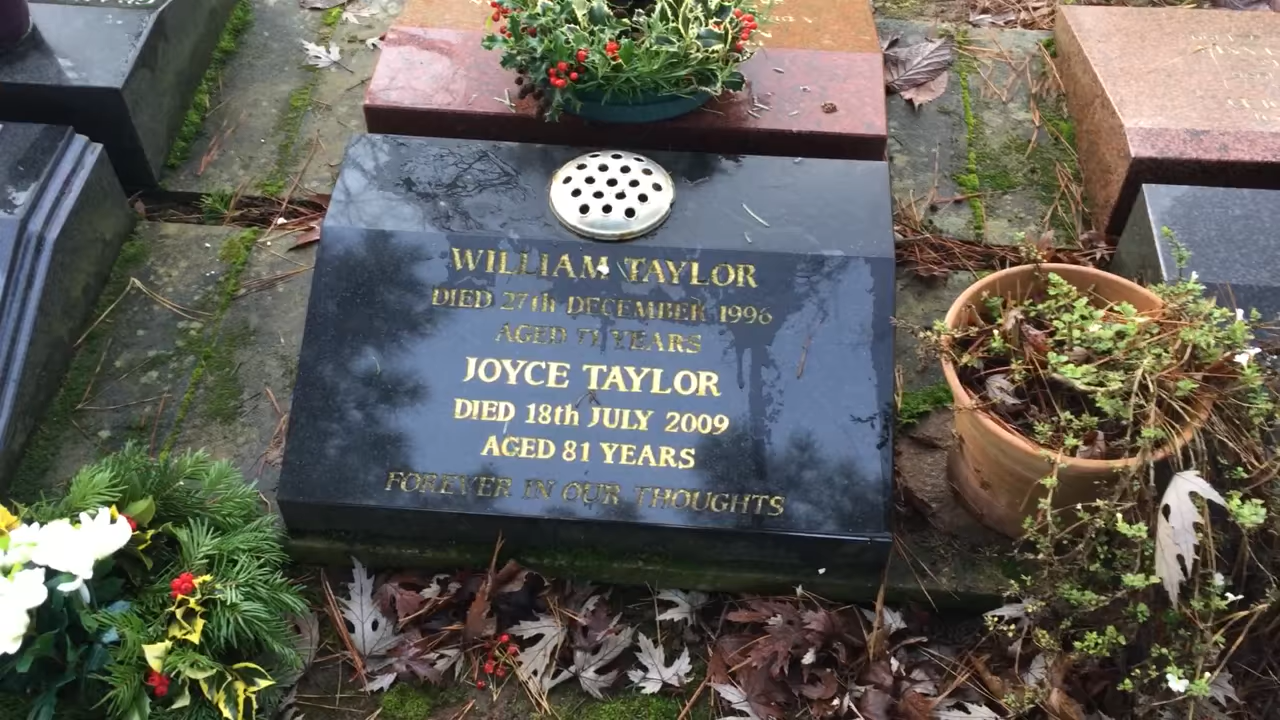 WILLIAM TAYLOR
DIED 27th DECEMBER 1996
AGED 71 YEARS
JOYCE TAYLOR
DIED 18th JULY 2009
AGED 81 YEARS
FOREVER IN OUR THOUGHTS